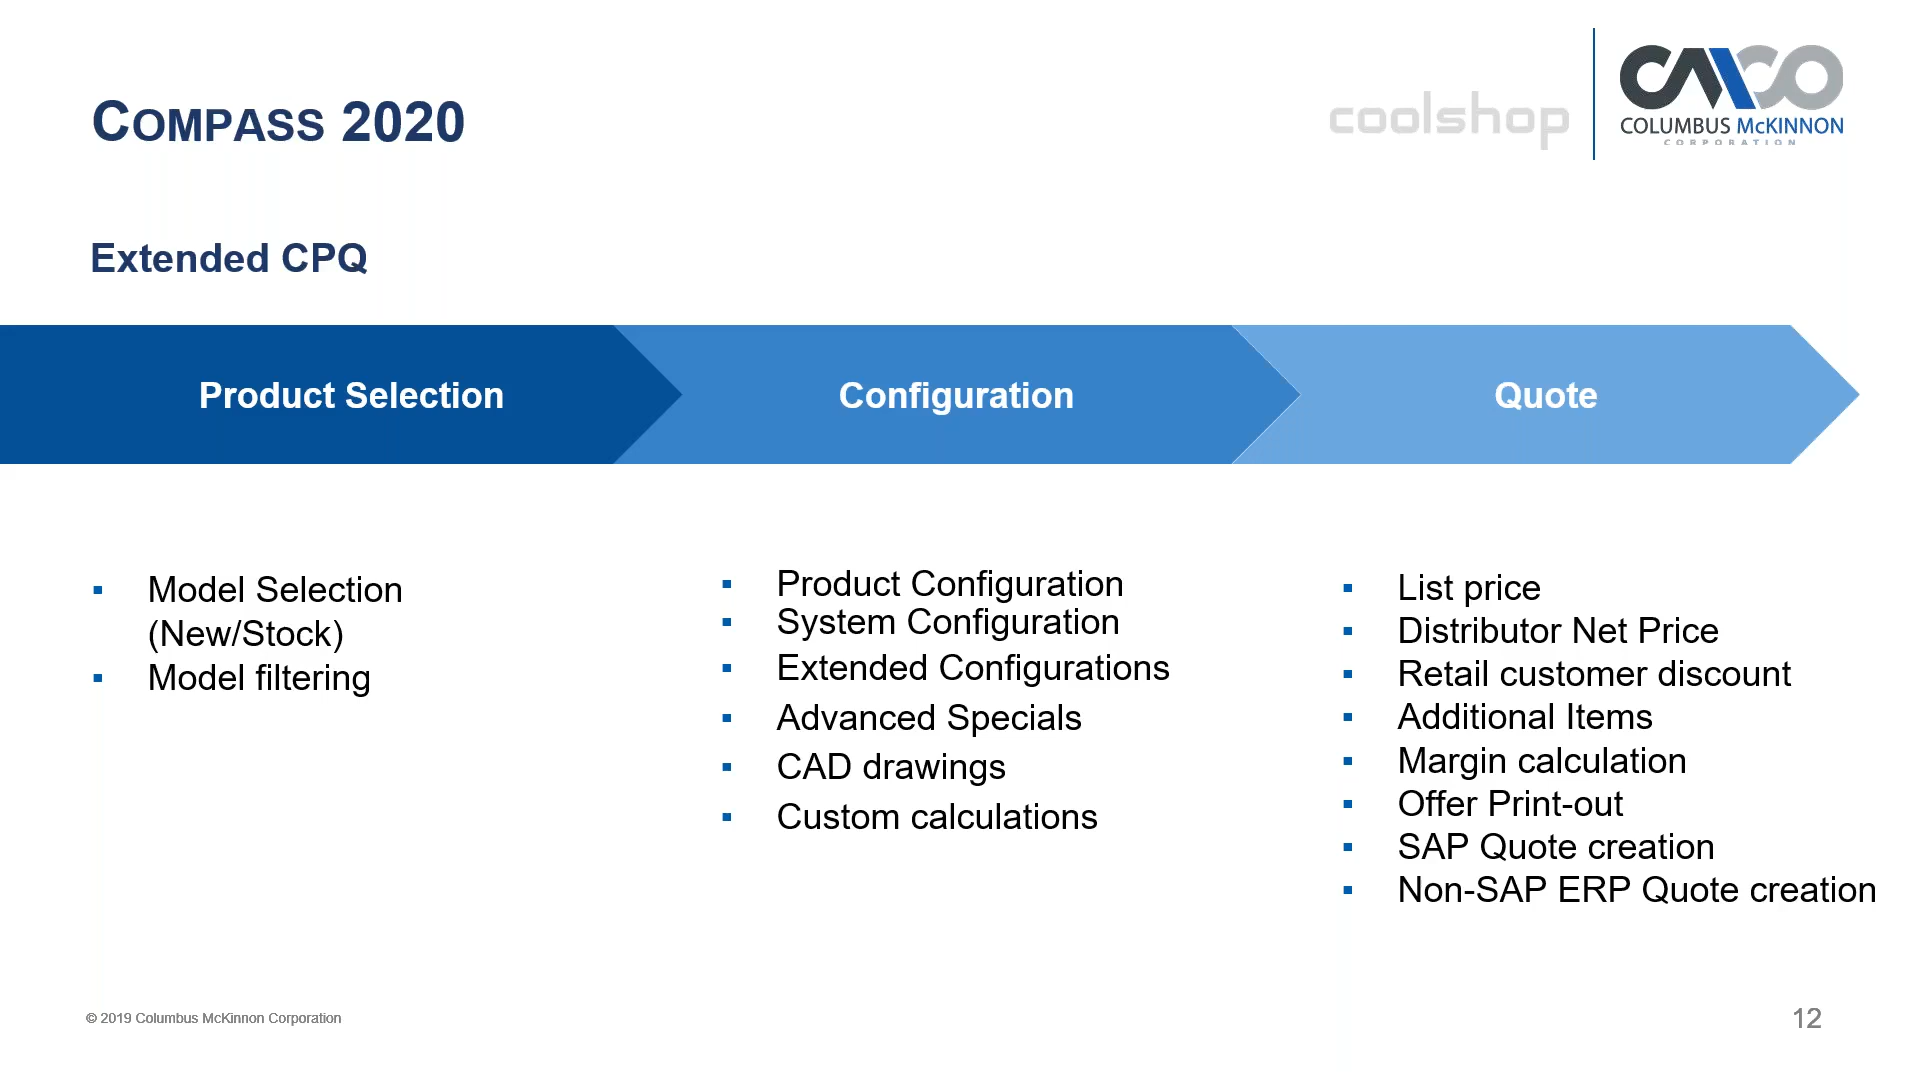 COMPASS 2020
coolshop
CMCO
COLUMBUS McKINNON
CORPORATION
Extended CPQ
Product Selection
Configuration
Quote
▪ Model Selection
(New/Stock)
▪ Model filtering
▪ Product Configuration
▪ System Configuration
▪ Extended Configurations
▪ Advanced Specials
▪ CAD drawings
▪ Custom calculations
▪ List price
▪ Distributor Net Price
▪ Retail customer discount
▪ Additional Items
▪ Margin calculation
▪ Offer Print-out
▪ SAP Quote creation
▪ Non-SAP ERP Quote creation
© 2019 Columbus McKinnon Corporation
12